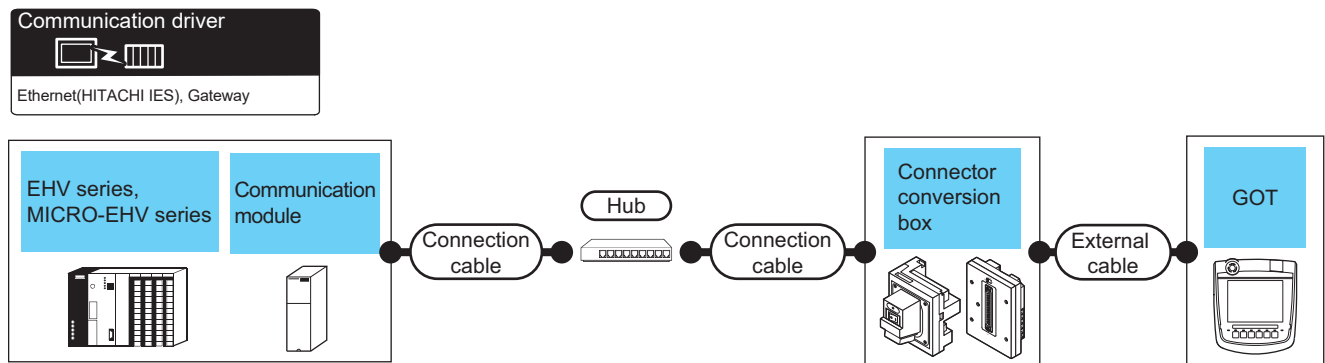 Communication driver
Ethernet(HITACHI IES), Gateway
EHV series,
MICRO-EHV series
Communication
module
Connection
cable
Hub
Connection
cable
Connector
conversion
box
External
cable
GOT